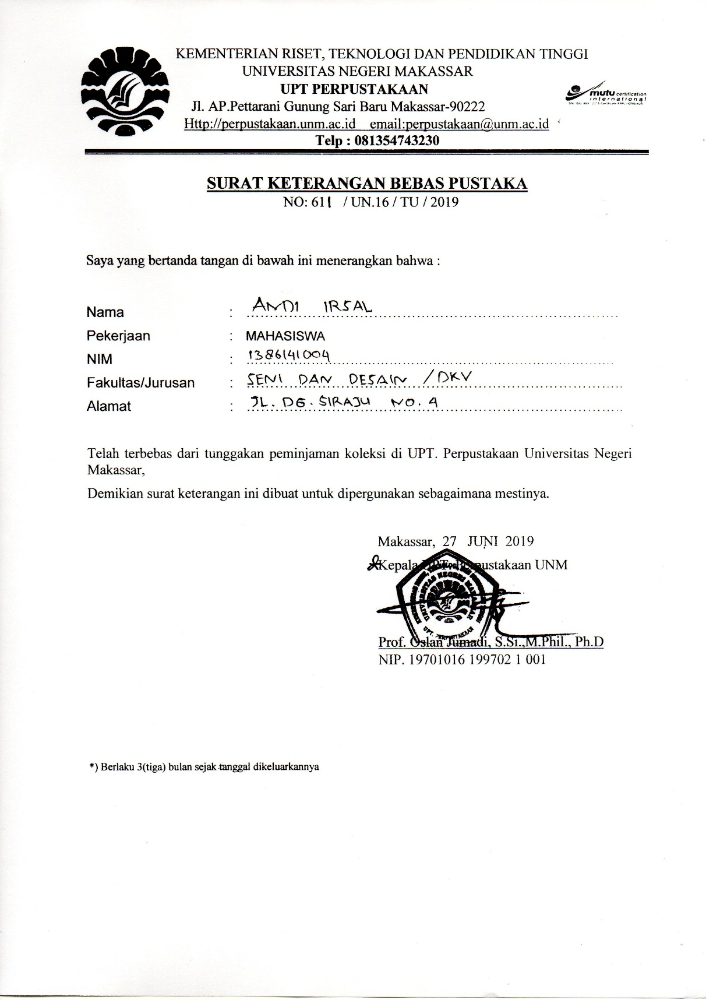 KEMENTERIAN RISET, TEKNOLOGI DAN PENDIDIKAN TINGGI
UNIVERSITAS NEGERI MAKASSAR
UPT PERPUSTAKAAN
Jl. AP.Pettarani Gunung Sari Baru Makassar-90222
Http://perpustakaan.unm.ac.id email:perpustakaan@unm.ac.id
Telp : 081354743230
mutu certification
international
SURAT KETERANGAN BEBAS PUSTAKA
NO: 611 / UN.16 / TU / 2019
Saya yang bertanda tangan di bawah ini menerangkan bahwa :
Nama : ANDI IRSAL
Pekerjaan : MAHASISWA
NIM : 1386141004
Fakultas/Jurusan : SENI DAN DESAIN /DKV
Alamat : JL. DG. SIRAJU NO. 4
Telah terbebas dari tunggakan peminjaman koleksi di UPT. Perpustakaan Universitas Negeri
Makassar,
Demikian surat keterangan ini dibuat untuk dipergunakan sebagaimana mestinya.
Makassar, 27 JUNI 2019
Kepala UPT. Perpustakaan UNM
UNIVERSITAS NEGERI MAKASSAR
UPT. PERPUSTAKAAN
Prof. Oslan Jumadi, S.Si.,M.Phil., Ph.D
NIP. 19701016 199702 1 001
*) Berlaku 3(tiga) bulan sejak tanggal dikeluarkannya